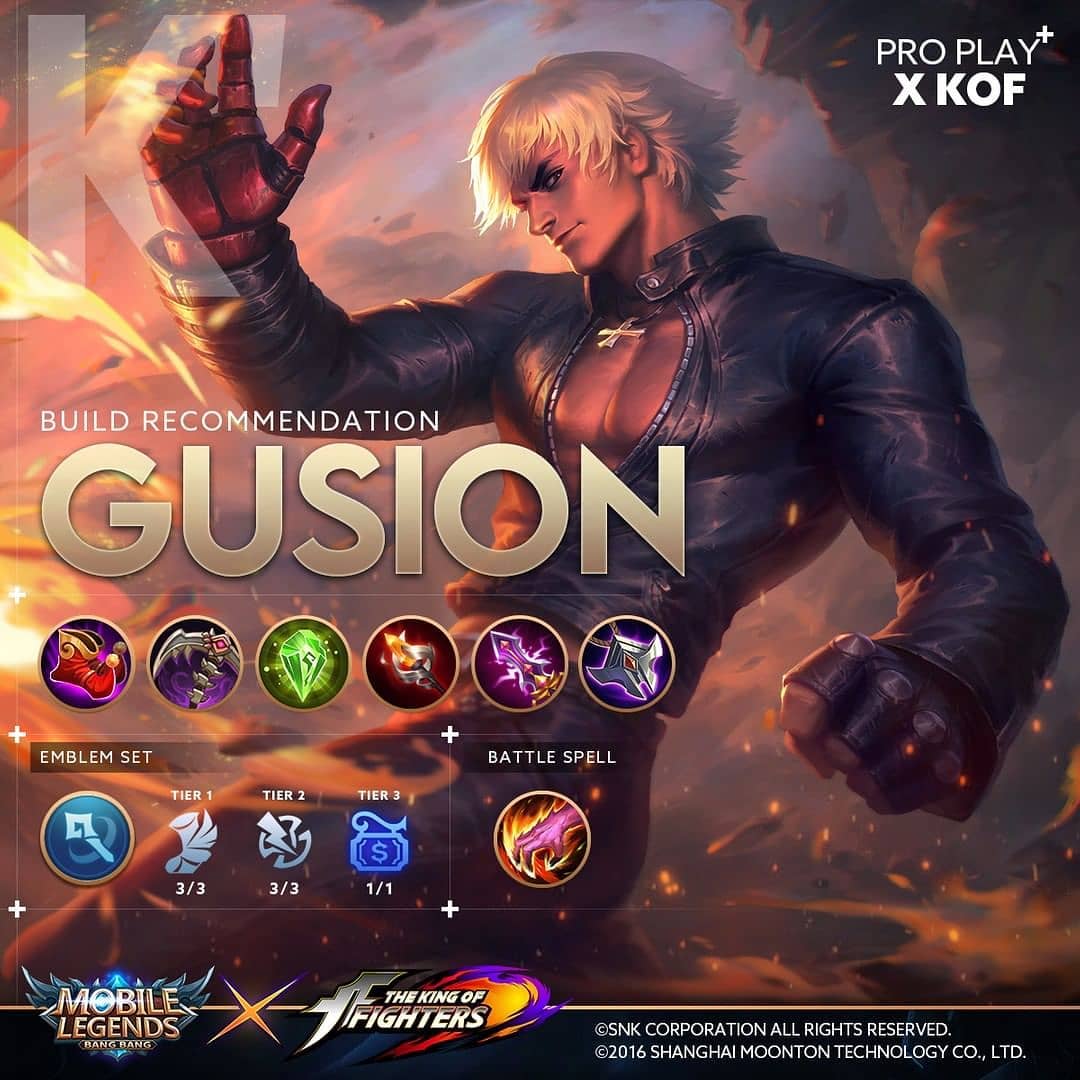 K'
PRO PLAY+
X KOF
BUILD RECOMMENDATION
GUSION
EMBLEM SET
BATTLE SPELL
TIER 1
TIER 2
TIER 3
$
3/3
3/3
1/1
MOBILE
LEGENDS
BANG BANG
X
THE KING OF
FIGHTERS
©SNK CORPORATION ALL RIGHTS RESERVED.
©2016 SHANGHAI MOONTON TECHNOLOGY CO., LTD.